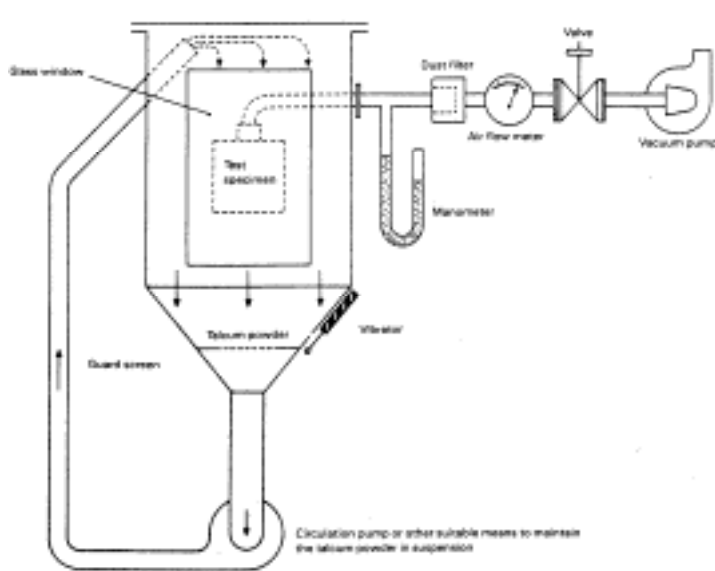 Valve
Glass window
Dust filter
Air flow meter
Vacuum pump
Test
specimen
Manometer
Talcum powder
Vibrator
Guard screen
Circulation pump or other suitable means to maintain
the talcum powder in suspension